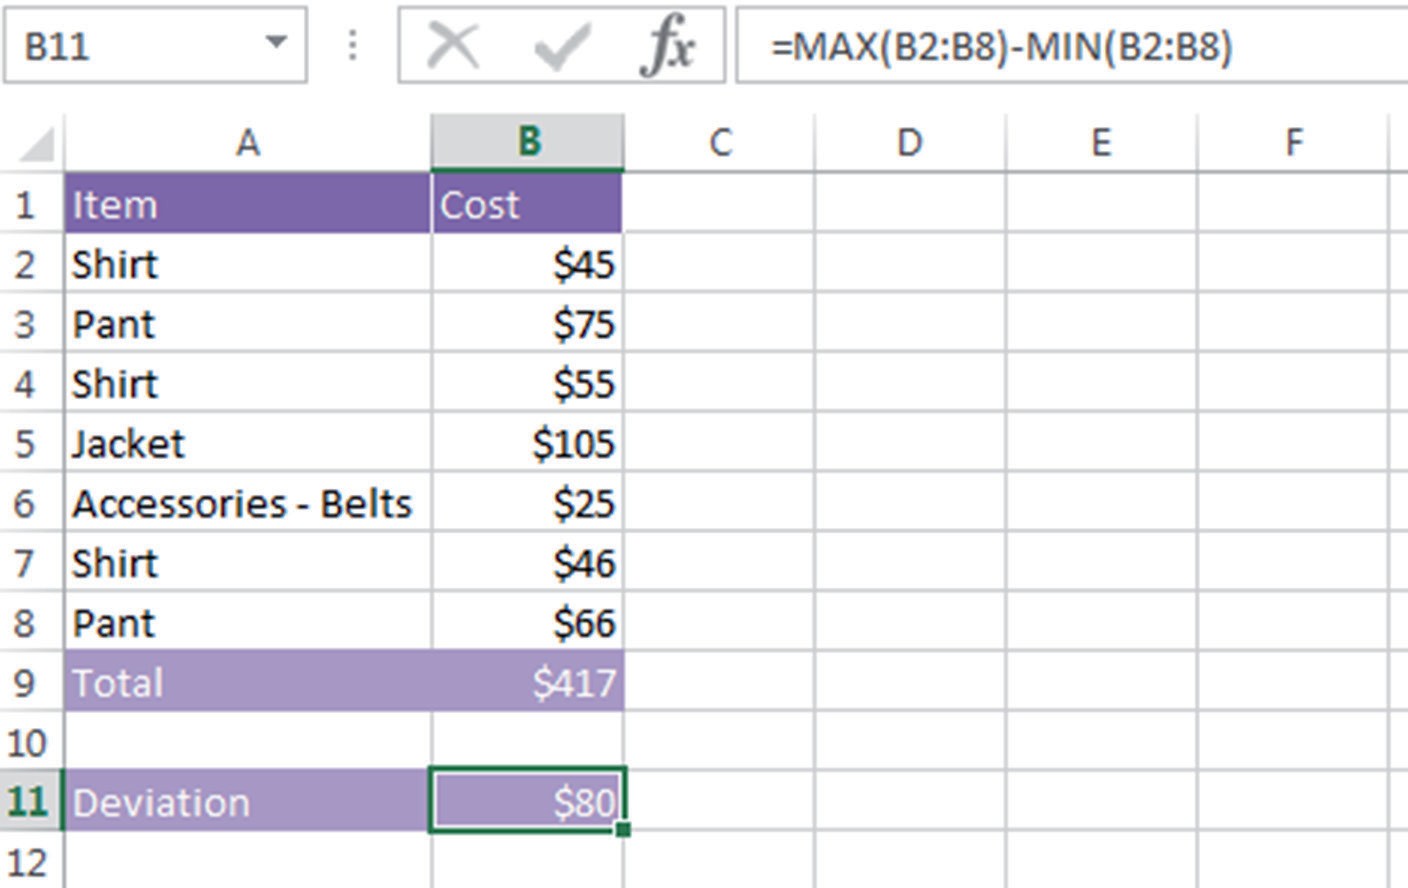 B11 fx =MAX(B2:B8)-MIN(B2:B8)
A B C D E F
1 Item Cost
2 Shirt $45
3 Pant $75
4 Shirt $55
5 Jacket $105
6 Accessories - Belts $25
7 Shirt $46
8 Pant $66
9 Total $417
10
11 Deviation $80
12